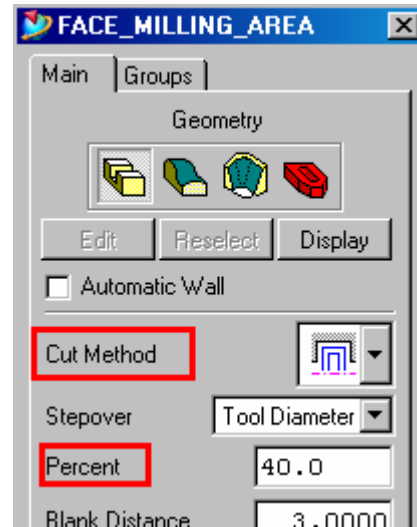 FACE_MILLING_AREA
Main Groups
Geometry
Edit Reselect Display
Automatic Wall
Cut Method
Stepover Tool Diameter
Percent 40.0
Blank Distance 3.0000